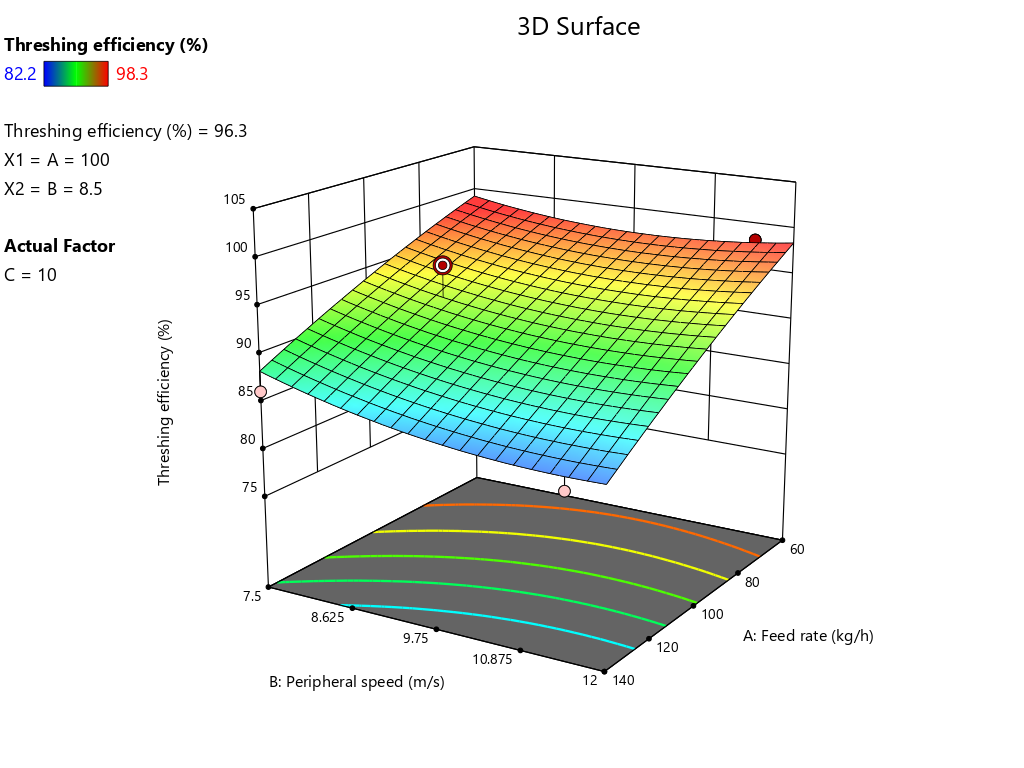 3D Surface
Threshing efficiency (%)
82.2 98.3
Threshing efficiency (%) = 96.3
X1 = A = 100
X2 = B = 8.5
Actual Factor
C = 10
105
100
95
90
85
80
75
Threshing efficiency (%)
7.5
8.625
9.75
10.875
12
B: Peripheral speed (m/s)
140
120
100
80
60
A: Feed rate (kg/h)